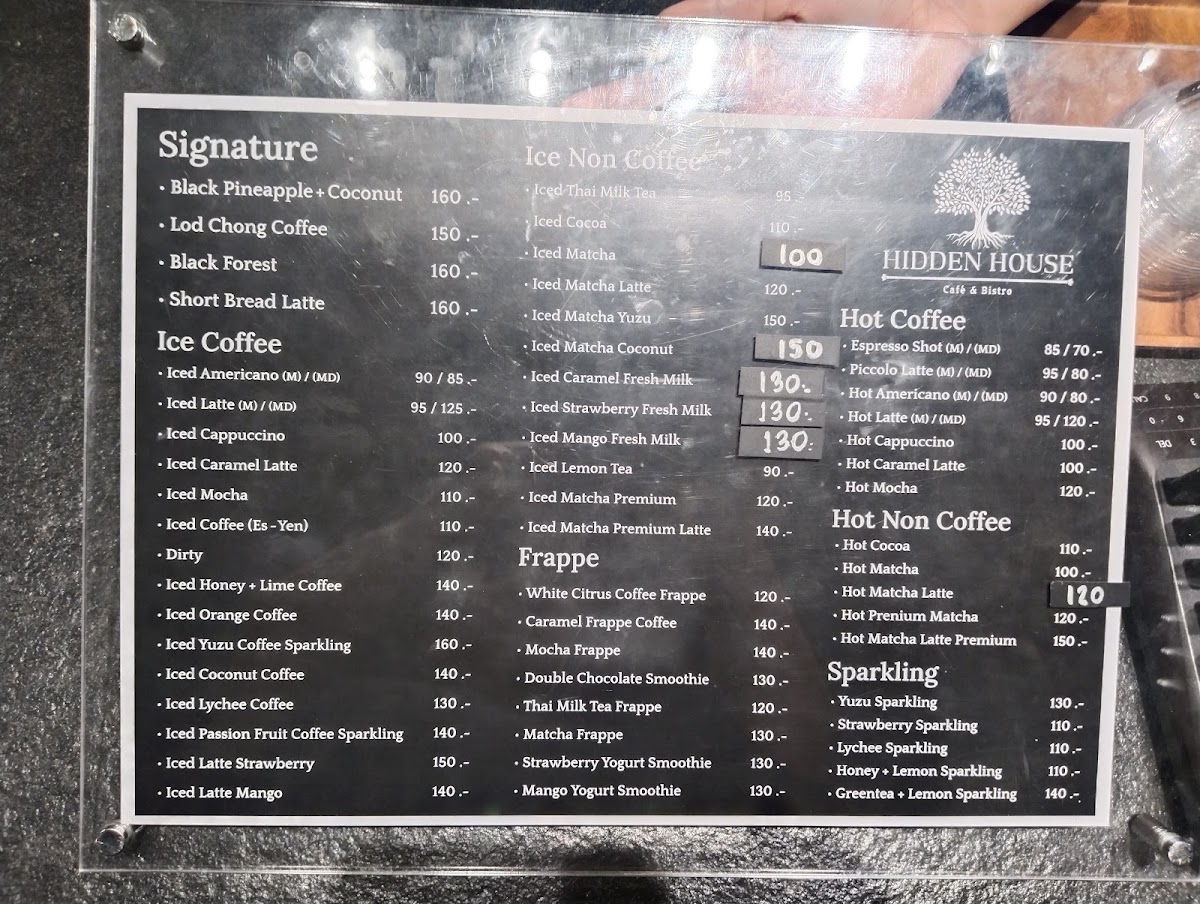 Signature
• Black Pineapple + Coconut 160 .-
• Lod Chong Coffee 150 .-
• Black Forest 160 .-
• Short Bread Latte 160 .-
Ice Coffee
• Iced Americano (M) / (MD) 90 / 85 .-
• Iced Latte (M) / (MD) 95 / 125 .-
• Iced Cappuccino 100 .-
• Iced Caramel Latte 120 .-
• Iced Mocha 110 .-
• Iced Coffee (Es -Yen) 110 .-
• Dirty 120 .-
• Iced Honey + Lime Coffee 140 .-
• Iced Orange Coffee 140 .-
• Iced Yuzu Coffee Sparkling 160 .-
• Iced Coconut Coffee 140 .-
• Iced Lychee Coffee 130 .-
• Iced Passion Fruit Coffee Sparkling 140 .-
• Iced Latte Strawberry 150 .-
• Iced Latte Mango 140 .-
Ice Non Coffee
• Iced Thai Milk Tea 95 .-
• Iced Cocoa 110 .-
• Iced Matcha 100
• Iced Matcha Latte 120 .-
• Iced Matcha Yuzu 150 .-
• Iced Matcha Coconut 150
• Iced Caramel Fresh Milk 130.-
• Iced Strawberry Fresh Milk 130.-
• Iced Mango Fresh Milk 130.-
• Iced Lemon Tea 90 .-
• Iced Matcha Premium 120 .-
• Iced Matcha Premium Latte 140 .-
Frappe
• White Citrus Coffee Frappe 120 .-
• Caramel Frappe Coffee 140 .-
• Mocha Frappe 140 .-
• Double Chocolate Smoothie 130 .-
• Thai Milk Tea Frappe 120 .-
• Matcha Frappe 130 .-
• Strawberry Yogurt Smoothie 130 .-
• Mango Yogurt Smoothie 130 .-
HIDDEN HOUSE
Café & Bistro
Hot Coffee
• Espresso Shot (M) / (MD) 85 / 70 .-
• Piccolo Latte (M) / (MD) 95 / 80 .-
• Hot Americano (M) / (MD) 90 / 80 .-
• Hot Latte (M) / (MD) 95 / 120 .-
• Hot Cappuccino 100 .-
• Hot Caramel Latte 100 .-
• Hot Mocha 120 .-
Hot Non Coffee
• Hot Cocoa 110 .-
• Hot Matcha 100 .-
• Hot Matcha Latte 120
• Hot Prenium Matcha 120 .-
• Hot Matcha Latte Premium 150 .-
Sparkling
• Yuzu Sparkling 130 .-
• Strawberry Sparkling 110 .-
• Lychee Sparkling 110 .-
• Honey + Lemon Sparkling 110 .-
• Greentea + Lemon Sparkling 140 .-